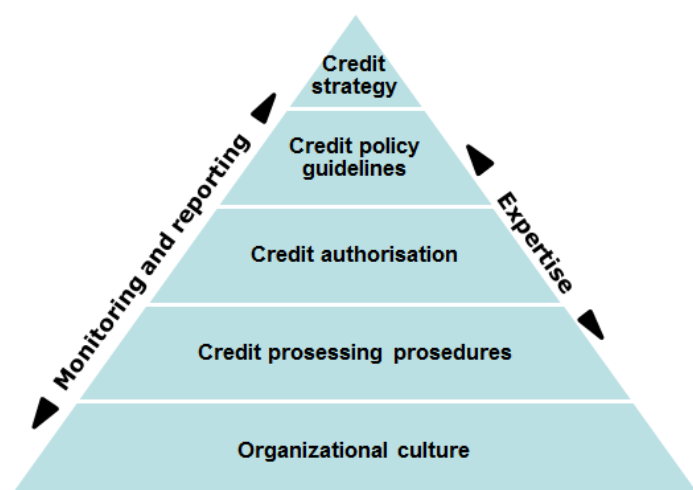 Credit
strategy
Credit policy
guidelines
Monitoring and reporting
Expertise
Credit authorisation
Credit prosessing prosedures
Organizational culture